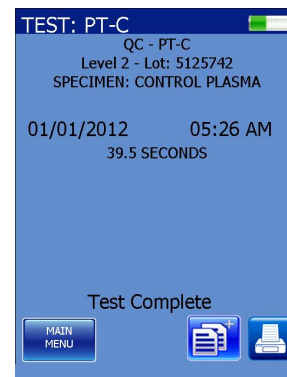 TEST: PT-C
QC - PT-C
Level 2 - Lot: 5125742
SPECIMEN: CONTROL PLASMA
01/01/2012 05:26 AM
39.5 SECONDS
Test Complete
MAIN
MENU